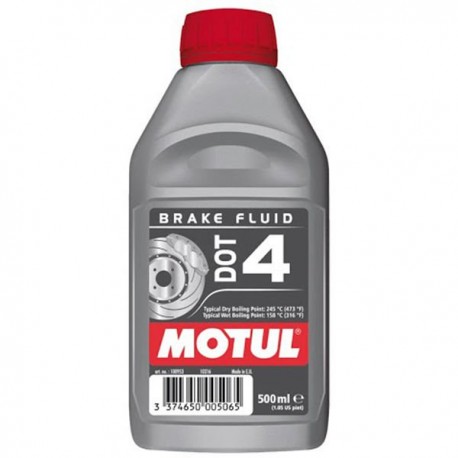 BRAKE FLUID
DOT 4
Typical Dry Boiling Point: 245 °C (473 °F)
Typical Wet Boiling Point: 158 °C (316 °F)
MOTUL
500 ml e
(1.05 US pint)
3 374650 005065